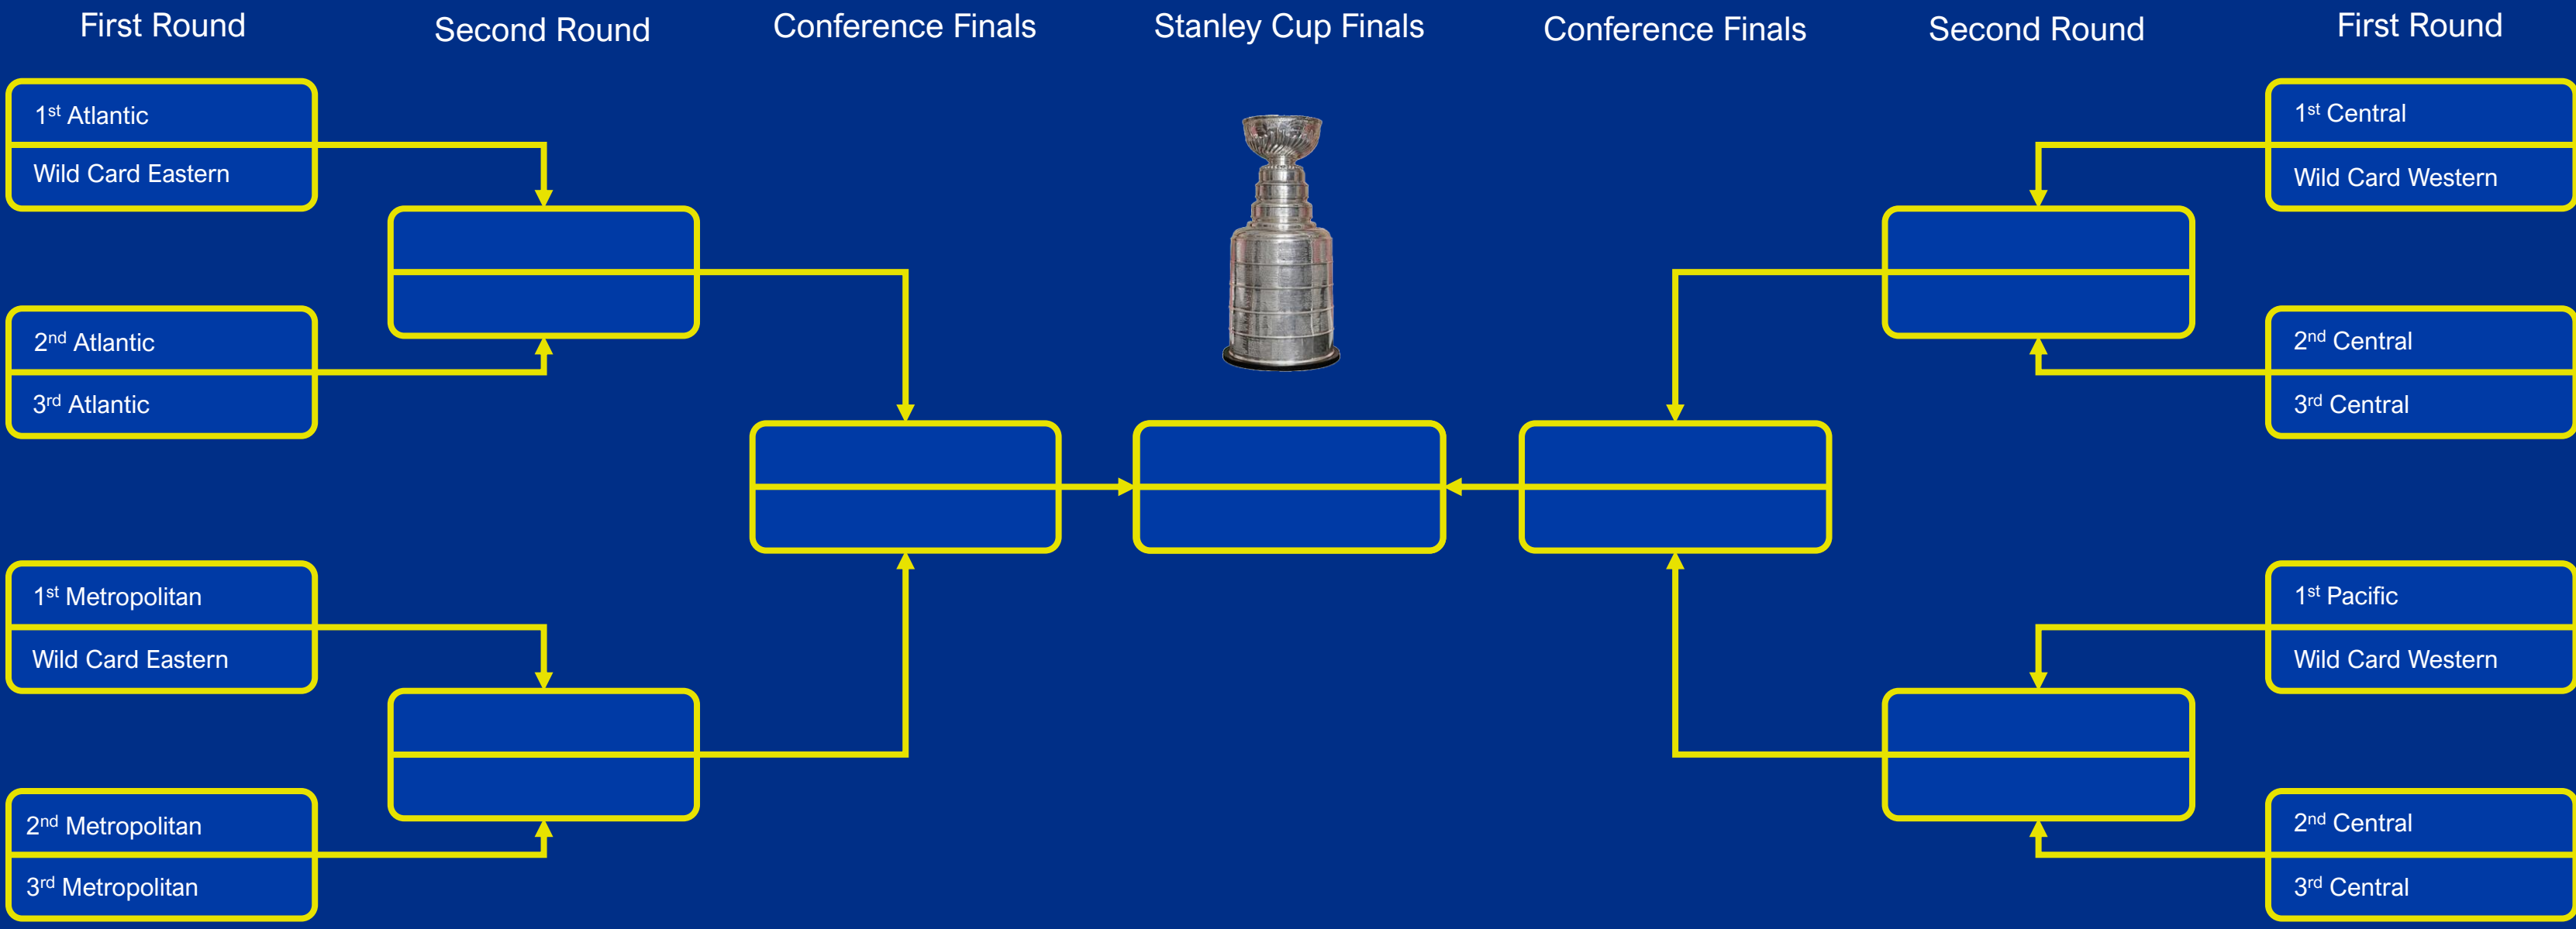 First Round
Second Round
Conference Finals
Stanley Cup Finals
Conference Finals
Second Round
First Round
1st Atlantic
Wild Card Eastern
2nd Atlantic
3rd Atlantic
1st Metropolitan
Wild Card Eastern
2nd Metropolitan
3rd Metropolitan
1st Central
Wild Card Western
2nd Central
3rd Central
1st Pacific
Wild Card Western
2nd Central
3rd Central